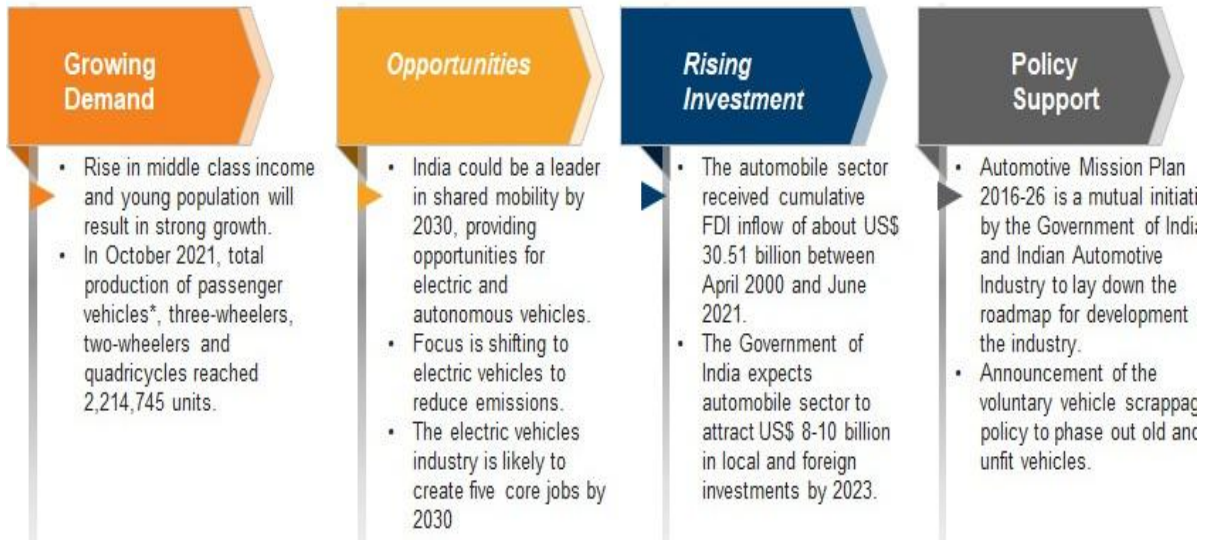 Growing
Demand
• Rise in middle class income
and young population will
result in strong growth.
• In October 2021, total
production of passenger
vehicles*, three-wheelers,
two-wheelers and
quadricycles reached
2,214,745 units.
Opportunities
• India could be a leader
in shared mobility by
2030, providing
opportunities for
electric and
autonomous vehicles.
• Focus is shifting to
electric vehicles to
reduce emissions.
• The electric vehicles
industry is likely to
create five core jobs by
2030
Rising
Investment
• The automobile sector
received cumulative
FDI inflow of about US$
30.51 billion between
April 2000 and June
2021.
• The Government of
India expects
automobile sector to
attract US$ 8-10 billion
in local and foreign
investments by 2023.
Policy
Support
• Automotive Mission Plan
2016-26 is a mutual initiati
by the Government of India
and Indian Automotive
Industry to lay down the
roadmap for development
the industry.
• Announcement of the
voluntary vehicle scrappag
policy to phase out old and
unfit vehicles.